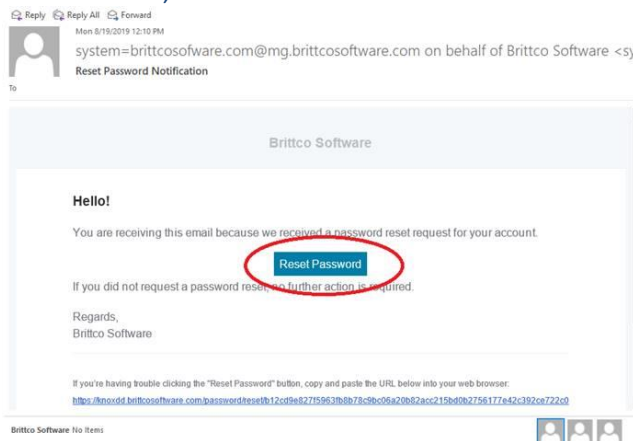 Reply Reply All Forward
Mon 8/19/2019 12:10 PM
system=brittcosofware.com@mg.brittcosoftware.com on behalf of Brittco Software <sy
Reset Password Notification
To
Brittco Software
Hello!
You are receiving this email because we received a password reset request for your account.
Reset Password
If you did not request a password reset, no further action is required.
Regards,
Brittco Software
If you're having trouble clicking the "Reset Password" button, copy and paste the URL below into your web browser:
https://knoxdd.brittcosoftware.com/password/reset/b12cd9e827f5963fb8b78c9bc06a20b82acc215bd0b2756177e42c392ce722c0
Brittco Software No Items